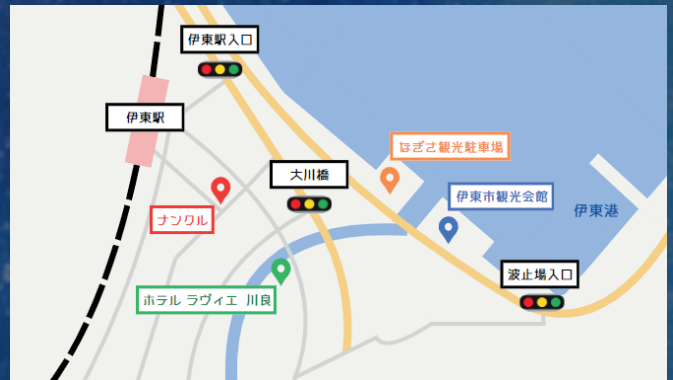 伊東駅入口
伊東駅
なぎさ観光駐車場
大川橋
伊東市観光会館
伊東港
ナンクル
波止場入口
ホテル ラヴィエ 川良